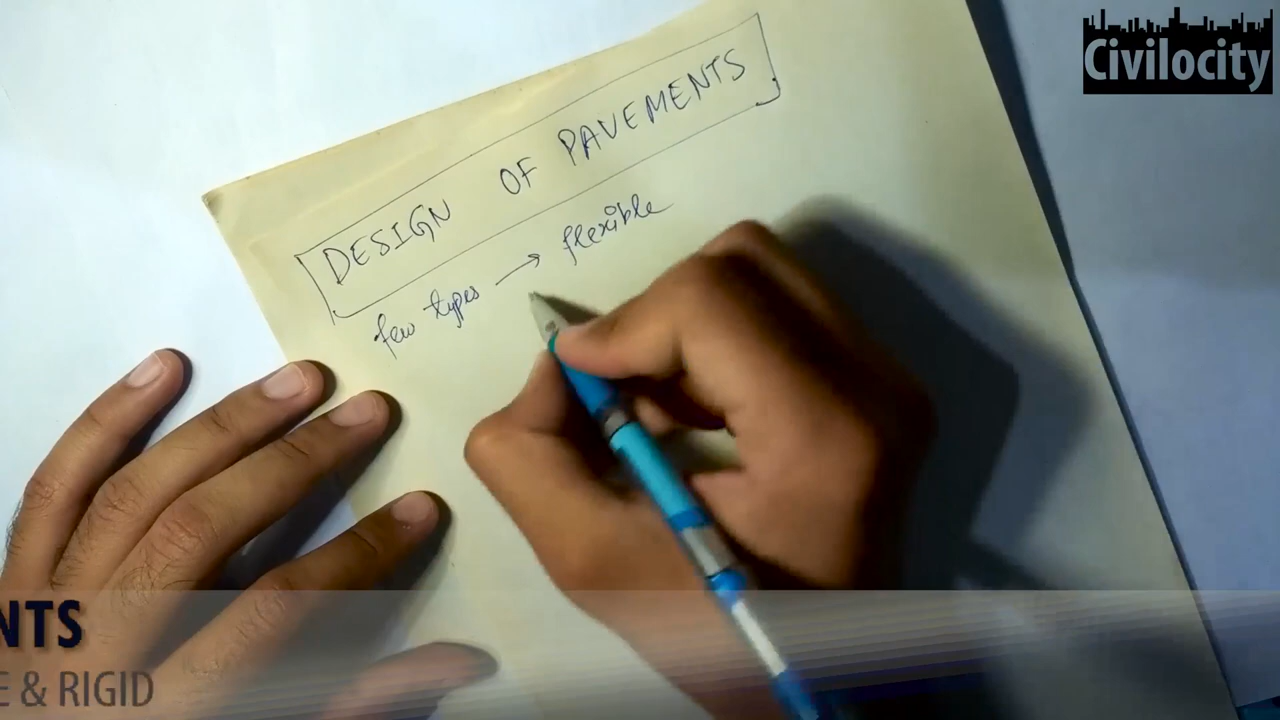 Civilocity
DESIGN OF PAVEMENTS
few types → flexible
NTS
E & RIGID